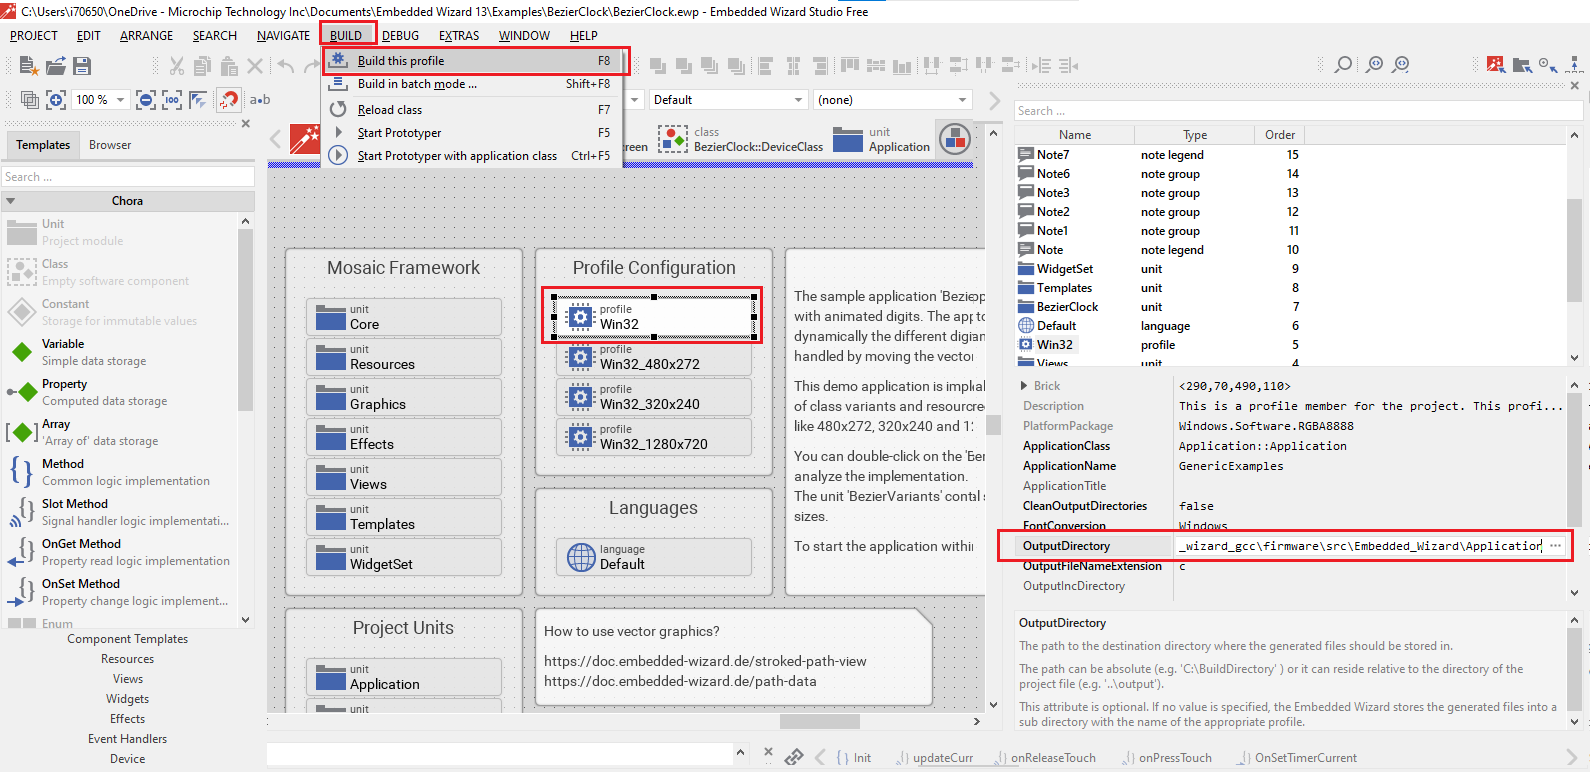 C:\Users\i70650\OneDrive - Microchip Technology Inc\Documents\Embedded Wizard 13\Examples\BezierClock\BezierClock.ewp - Embedded Wizard Studio Free
PROJECT EDIT ARRANGE SEARCH NAVIGATE BUILD DEBUG EXTRAS WINDOW HELP
Build this profile F8
Build in batch mode ... Shift+F8
Reload class F7
Start Prototyper F5
Start Prototyper with application class Ctrl+F5
100 %
a•b
Default
(none)
Templates Browser
Search ...
Chora
Unit
Project module
Class
Empty software component
Constant
Storage for immutable values
Variable
Simple data storage
Property
Computed data storage
Array
'Array of' data storage
Method
Common logic implementation
Slot Method
Signal handler logic implementati...
OnGet Method
Property read logic implementation
OnSet Method
Property change logic implement...
Enum
Component Templates
Resources
Views
Widgets
Effects
Event Handlers
Device
reen
class
BezierClock::DeviceClass
unit
Application
Mosaic Framework
unit
Core
unit
Resources
unit
Graphics
unit
Effects
unit
Views
unit
Templates
unit
WidgetSet
Profile Configuration
profile
Win32
profile
Win32_480x272
profile
Win32_320x240
profile
Win32_1280x720
Languages
language
Default
The sample application 'Bezie
with animated digits. The app
dynamically the different digi
handled by moving the vector
This demo application is impl
of class variants and resource
like 480x272, 320x240 and 12
You can double-click on the 'Be
analyze the implementation.
The unit 'BezierVariants' conta
sizes.
To start the application within
Project Units
unit
Application
unit
How to use vector graphics?
https://doc.embedded-wizard.de/stroked-path-view
https://doc.embedded-wizard.de/path-data
Init updateCurr onReleaseTouch onPressTouch OnSetTimerCurrent
Search ...
Name Type Order
Note7 note legend 15
Note6 note group 14
Note3 note group 13
Note2 note group 12
Note1 note group 11
Note note legend 10
WidgetSet unit 9
Templates unit 8
BezierClock unit 7
Default language 6
Win32 profile 5
Views unit 4
Brick <290,70,490,110>
Description This is a profile member for the project. This profi...
PlatformPackage Windows.Software.RGBA8888
ApplicationClass Application::Application
ApplicationName GenericExamples
ApplicationTitle
CleanOutputDirectories false
FontConversion Windows
OutputDirectory _wizard_gcc\firmware\src\Embedded_Wizard\Application ...
OutputFileNameExtension c
OutputIncDirectory
OutputDirectory
The path to the destination directory where the generated files should be stored in.
The path can be absolute (e.g. 'C:\BuildDirectory' ) or it can reside relative to the directory of the
project file (e.g. '..\output').
This attribute is optional. If no value is specified, the Embedded Wizard stores the generated files into a
sub directory with the name of the appropriate profile.